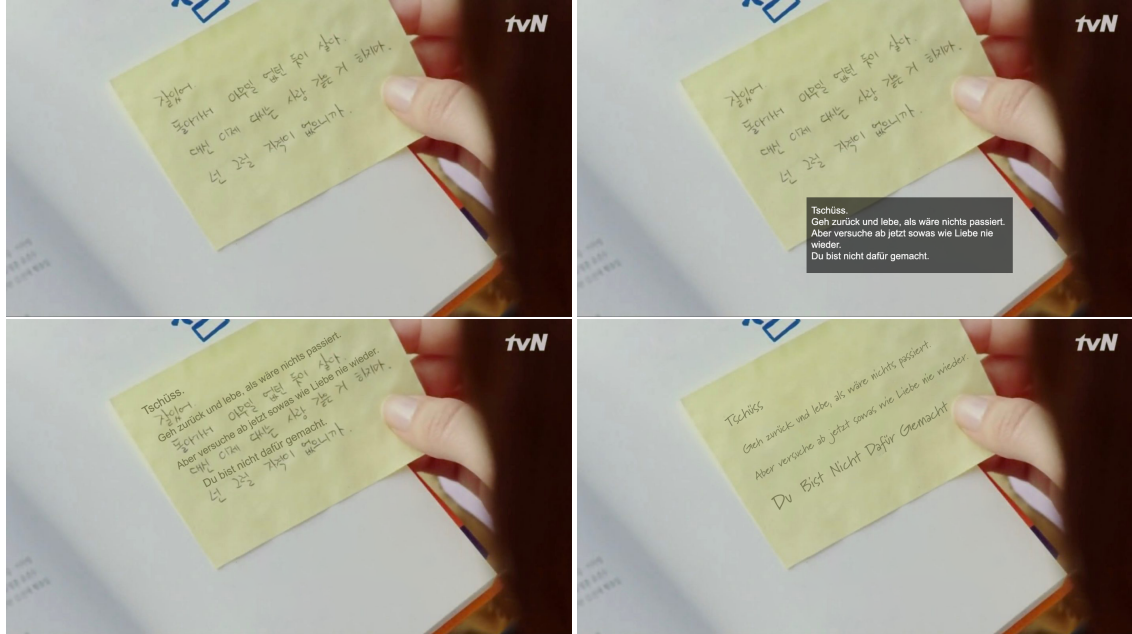 tvN
잘있어
돌아가서 아무일 없던 듯이 살아.
대신 이제 다시는 사랑 같은 거 하지마.
넌 그럴 자격이 없으니까.
tvN
잘있어
돌아가서 아무일 없던 듯이 살아.
대신 이제 다시는 사랑 같은 거 하지마.
넌 그럴 자격이 없으니까.
Tschüss.
Geh zurück und lebe, als wäre nichts passiert.
Aber versuche ab jetzt sowas wie Liebe nie
wieder.
Du bist nicht dafür gemacht.
tvN
Tschüss.
잘있어
Geh zurück und lebe, als wäre nichts passiert.
돌아가서 아무일 없던 듯이 살아.
Aber versuche ab jetzt sowas wie Liebe nie wieder.
대신 이제 다시는 사랑 같은 거 하지마.
Du bist nicht dafür gemacht.
넌 그럴 자격이 없으니까.
tvN
Tschüss
Geh zurück und lebe, als wäre nichts passiert.
Aber versuche ab jetzt sowas wie Liebe nie wieder.
Du Bist Nicht Dafür Gemacht